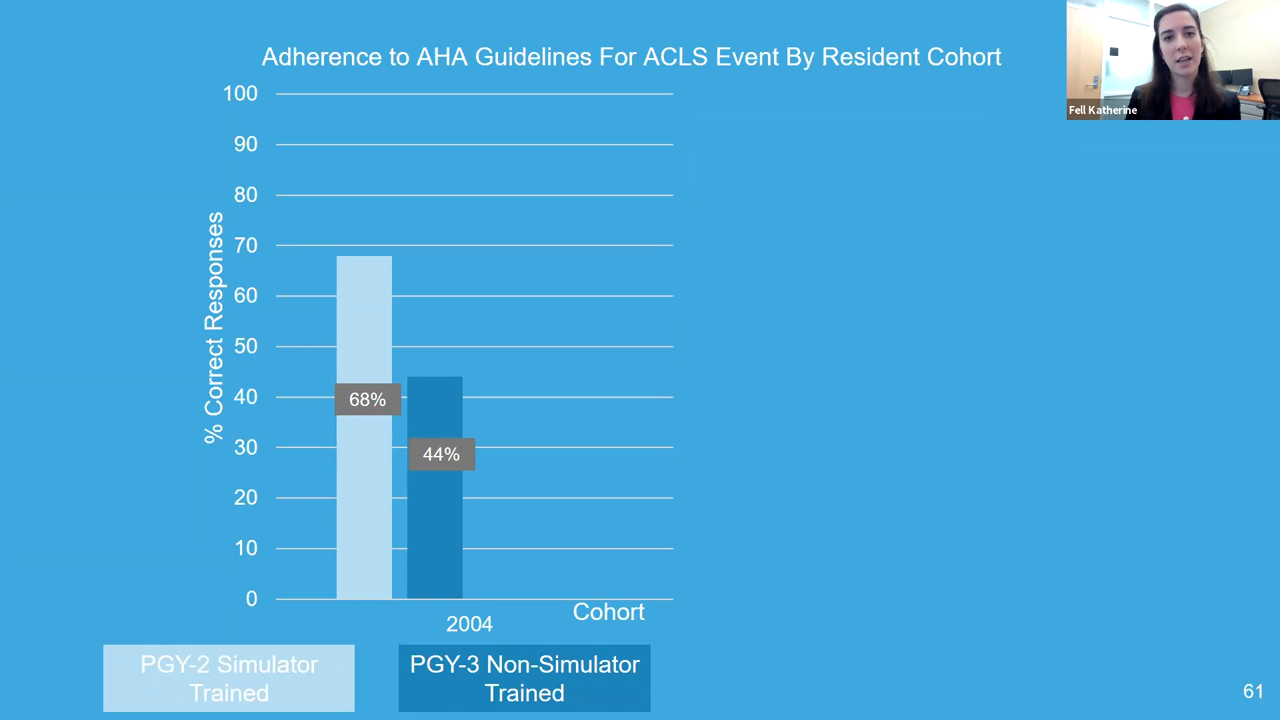 Adherence to AHA Guidelines For ACLS Event By Resident Cohort
Fell Katherine
% Correct Responses
100
90
80
70
60
50
40
30
20
10
0
68%
44%
2004
Cohort
PGY-2 Simulator
Trained
PGY-3 Non-Simulator
Trained
61